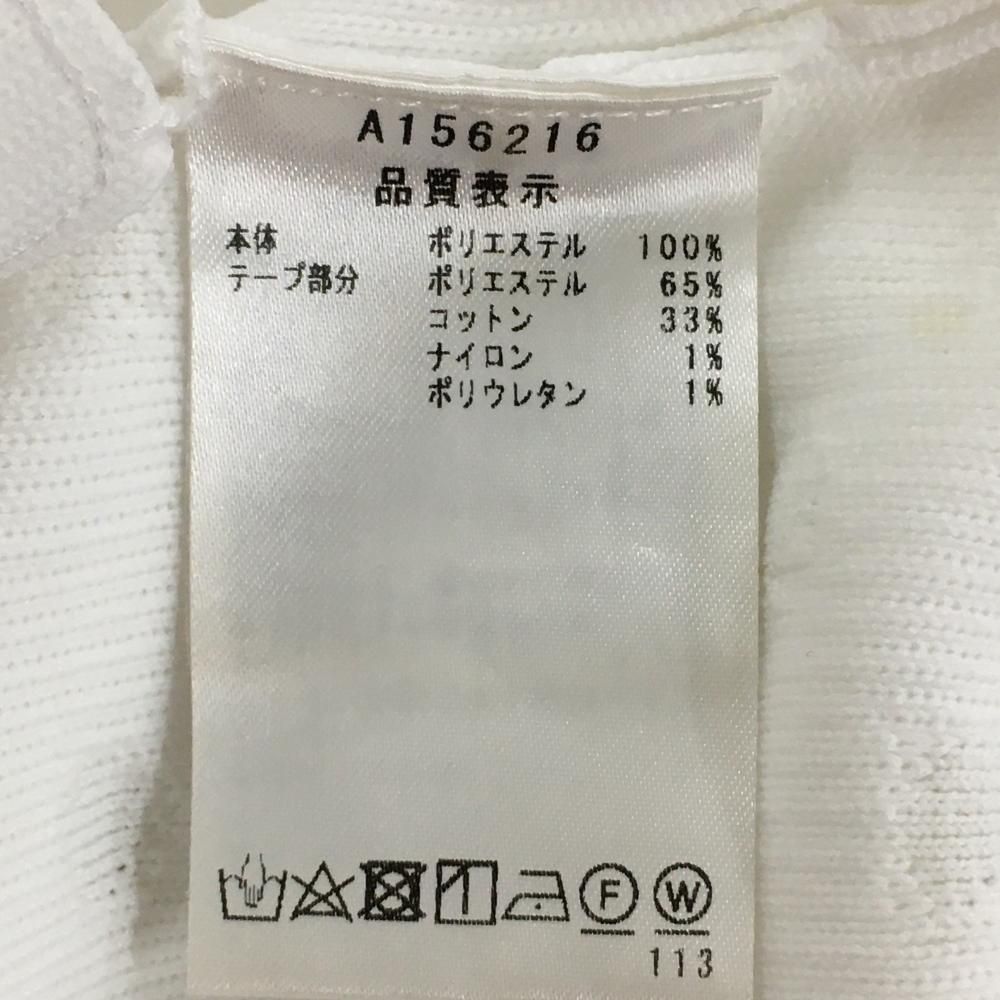 A156216
品質表示
本体 ポリエステル 100%
テープ部分 ポリエステル 65%
コットン 33%
ナイロン 1%
ポリウレタン 1%
F W
113